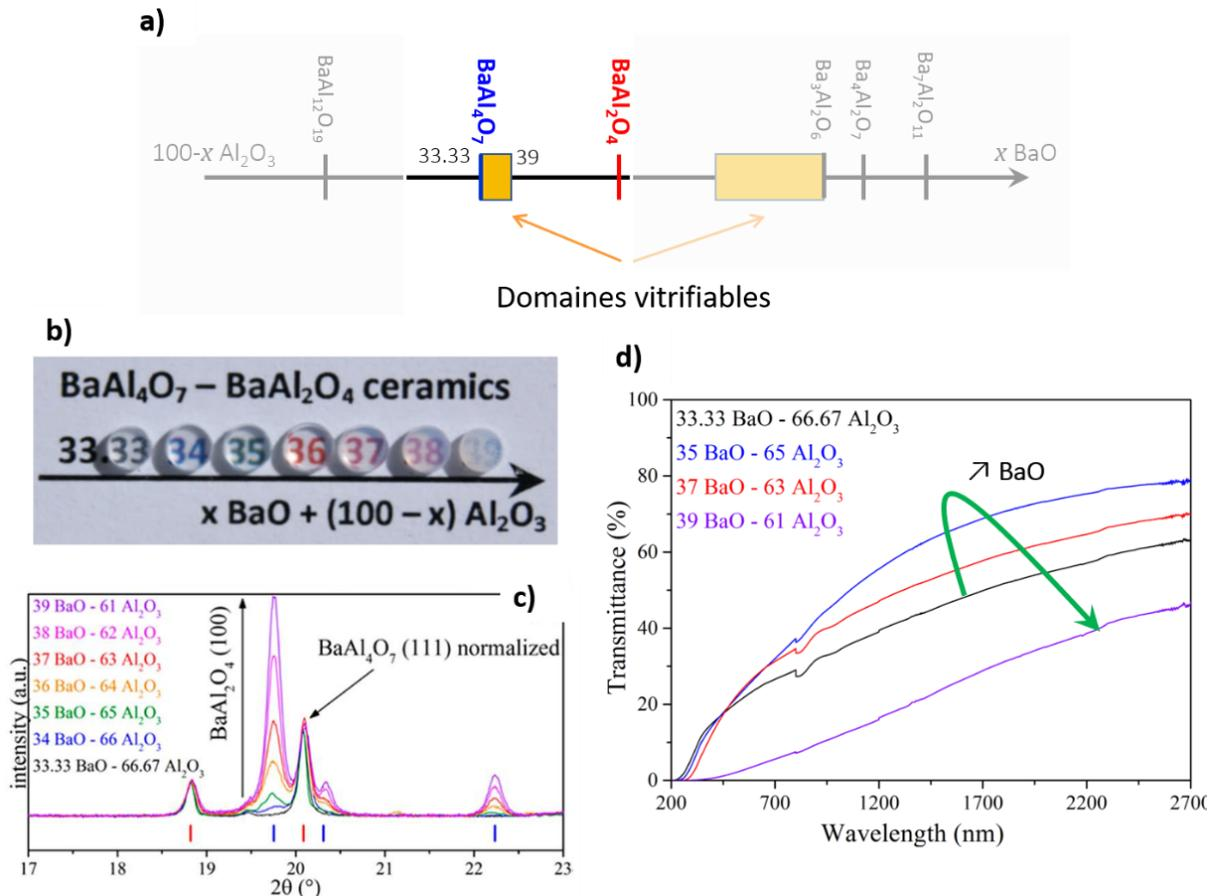 a)
BaAl₁₂O₁₉
BaAl₄O₇
BaAl₂O₄
Ba₃Al₂O₆
Ba₄Al₂O₇
Ba₇Al₂O₁₁
100-x Al₂O₃
33.33
39
x BaO
Domaines vitrifiables
b)
BaAl₄O₇ – BaAl₂O₄ ceramics
33.33 34 35 36 37 38 39
x BaO + (100 – x) Al₂O₃
c)
39 BaO - 61 Al₂O₃
38 BaO - 62 Al₂O₃
37 BaO - 63 Al₂O₃
36 BaO - 64 Al₂O₃
35 BaO - 65 Al₂O₃
34 BaO - 66 Al₂O₃
33.33 BaO - 66.67 Al₂O₃
BaAl₂O₄ (100)
BaAl₄O₇ (111) normalized
intensity (a.u.)
17 18 19 20 21 22 23
2θ (°)
d)
33.33 BaO - 66.67 Al₂O₃
35 BaO - 65 Al₂O₃
37 BaO - 63 Al₂O₃
39 BaO - 61 Al₂O₃
↗ BaO
Transmittance (%)
100
80
60
40
20
0
200 700 1200 1700 2200 2700
Wavelength (nm)